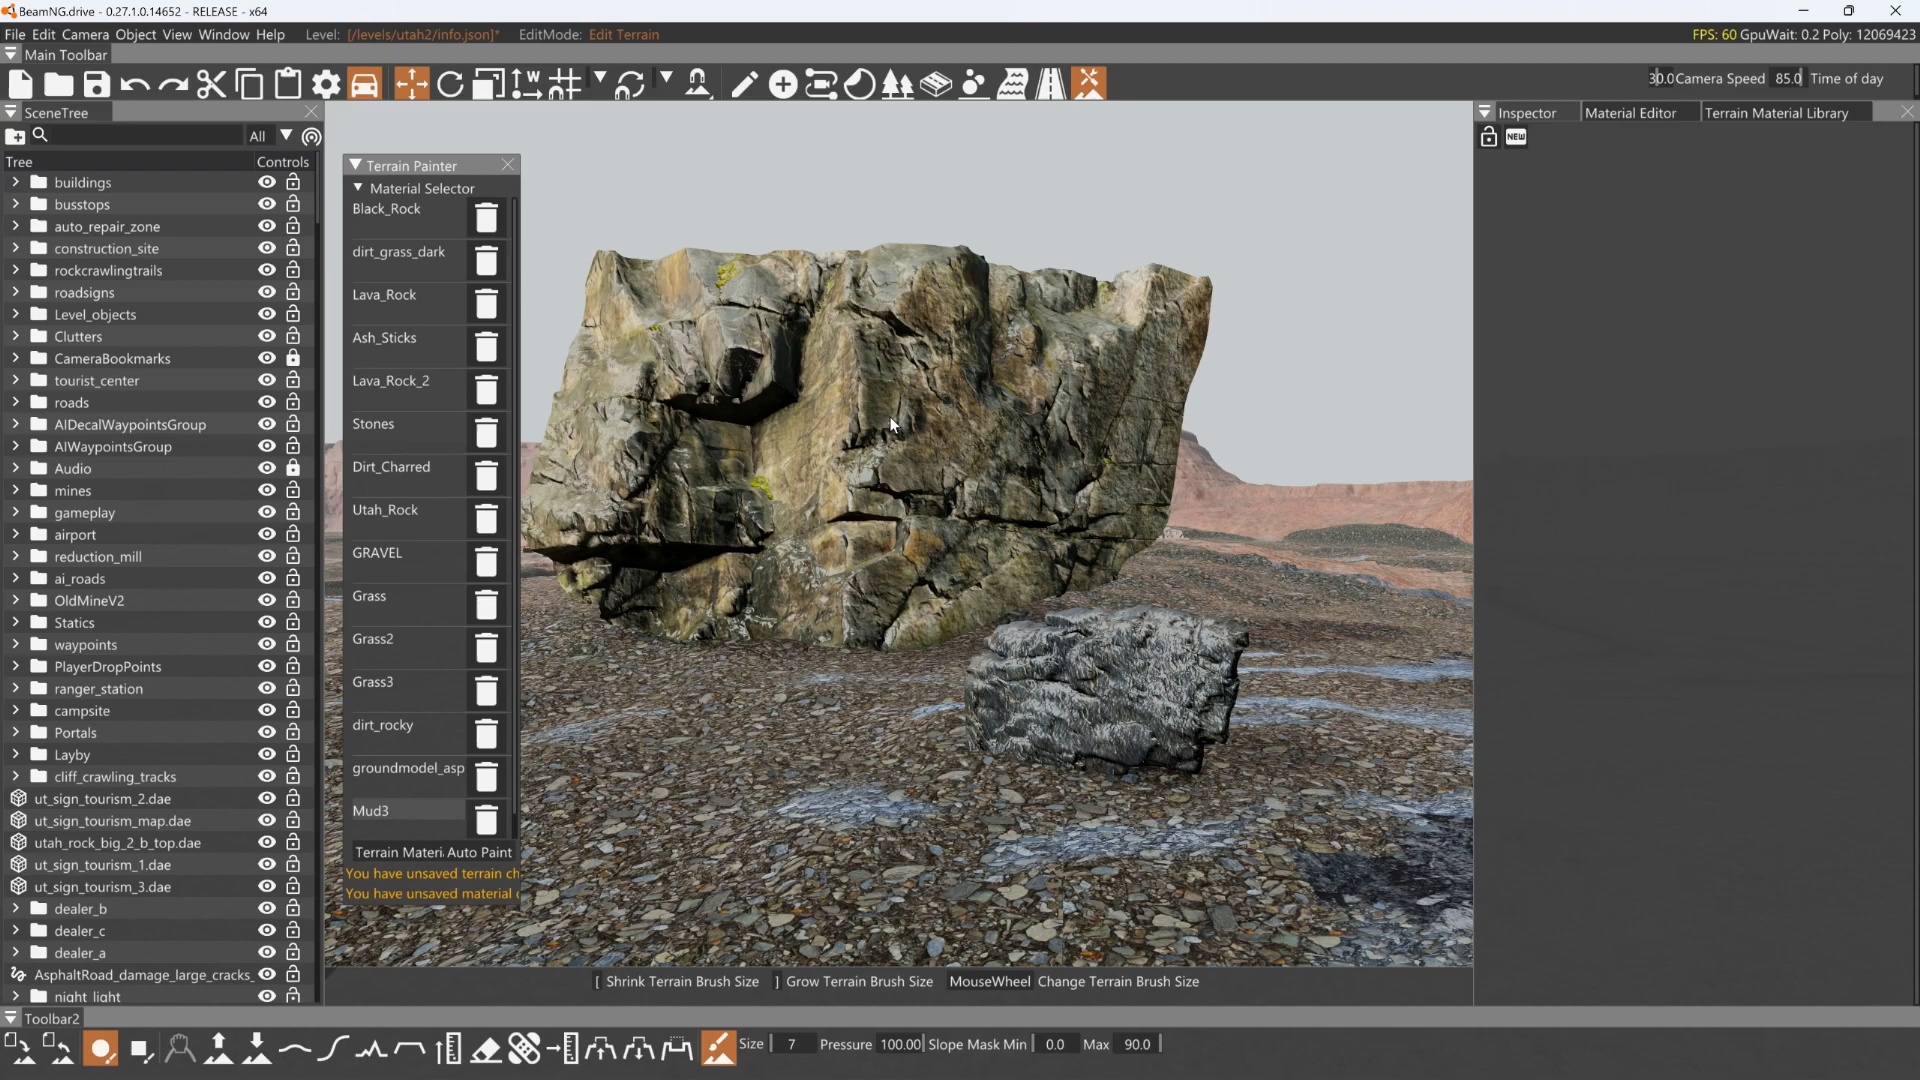 BeamNG.drive - 0.27.1.0.14652 - RELEASE - x64
File Edit Camera Object View Window Help Level: [/levels/utah2/info.json]* EditMode: Edit Terrain FPS: 60 GpuWait: 0.2 Poly: 12069423
Main Toolbar
W
30.0 Camera Speed 85.0 Time of day
SceneTree
All
Tree Controls
buildings
busstops
auto_repair_zone
construction_site
rockcrawlingtrails
roadsigns
Level_objects
Clutters
CameraBookmarks
tourist_center
roads
AIDecalWaypointsGroup
AIWaypointsGroup
Audio
mines
gameplay
airport
reduction_mill
ai_roads
OldMineV2
Statics
waypoints
PlayerDropPoints
ranger_station
campsite
Portals
Layby
cliff_crawling_tracks
ut_sign_tourism_2.dae
ut_sign_tourism_map.dae
utah_rock_big_2_b_top.dae
ut_sign_tourism_1.dae
ut_sign_tourism_3.dae
dealer_b
dealer_c
dealer_a
AsphaltRoad_damage_large_cracks_
night_light
Terrain Painter
Material Selector
Black_Rock
dirt_grass_dark
Lava_Rock
Ash_Sticks
Lava_Rock_2
Stones
Dirt_Charred
Utah_Rock
GRAVEL
Grass
Grass2
Grass3
dirt_rocky
groundmodel_asp
Mud3
Terrain Materi Auto Paint
You have unsaved terrain ch
You have unsaved material c
Inspector Material Editor Terrain Material Library
NEW
[ Shrink Terrain Brush Size ] Grow Terrain Brush Size MouseWheel Change Terrain Brush Size
Toolbar2
Size 7 Pressure 100.00 Slope Mask Min 0.0 Max 90.0